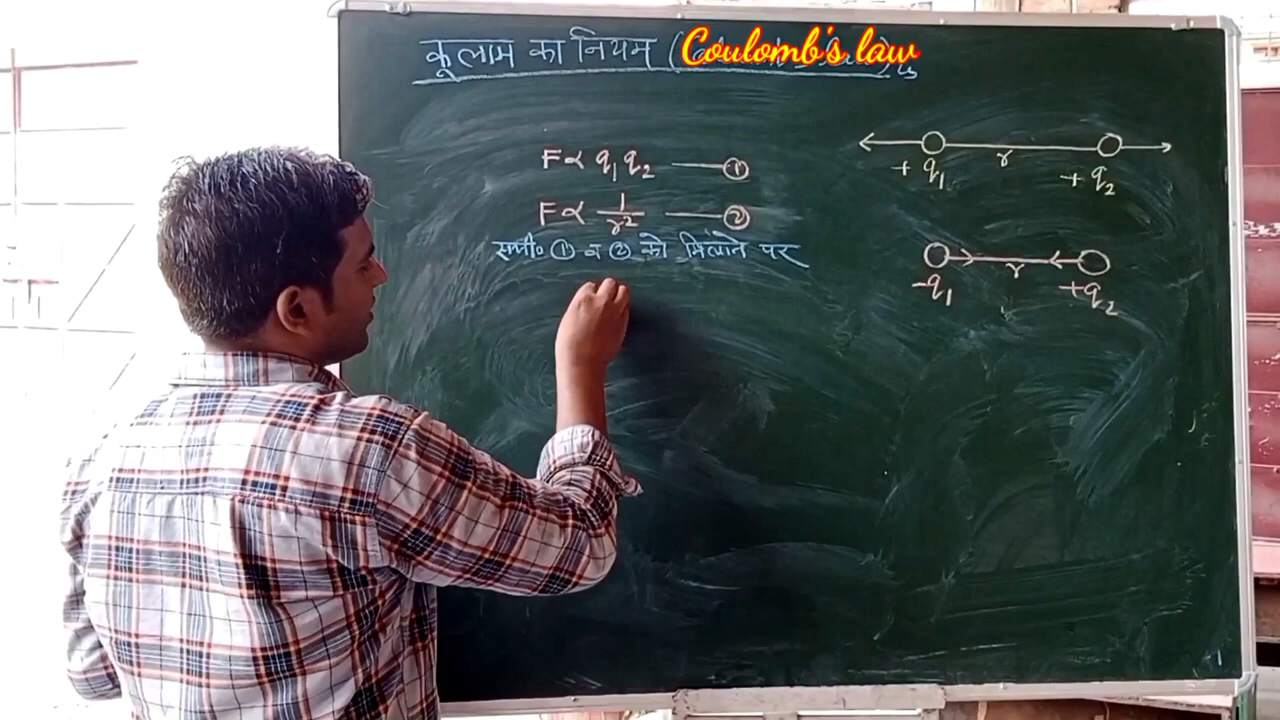 कूलाम का नियम ( Coulomb's law
F ∝ q₁ q₂ —— ①
F ∝ 1/r² —— ②
समी० ① व ② को मिलाने पर
r
+ q₁ + q₂
r
-q₁ +q₂